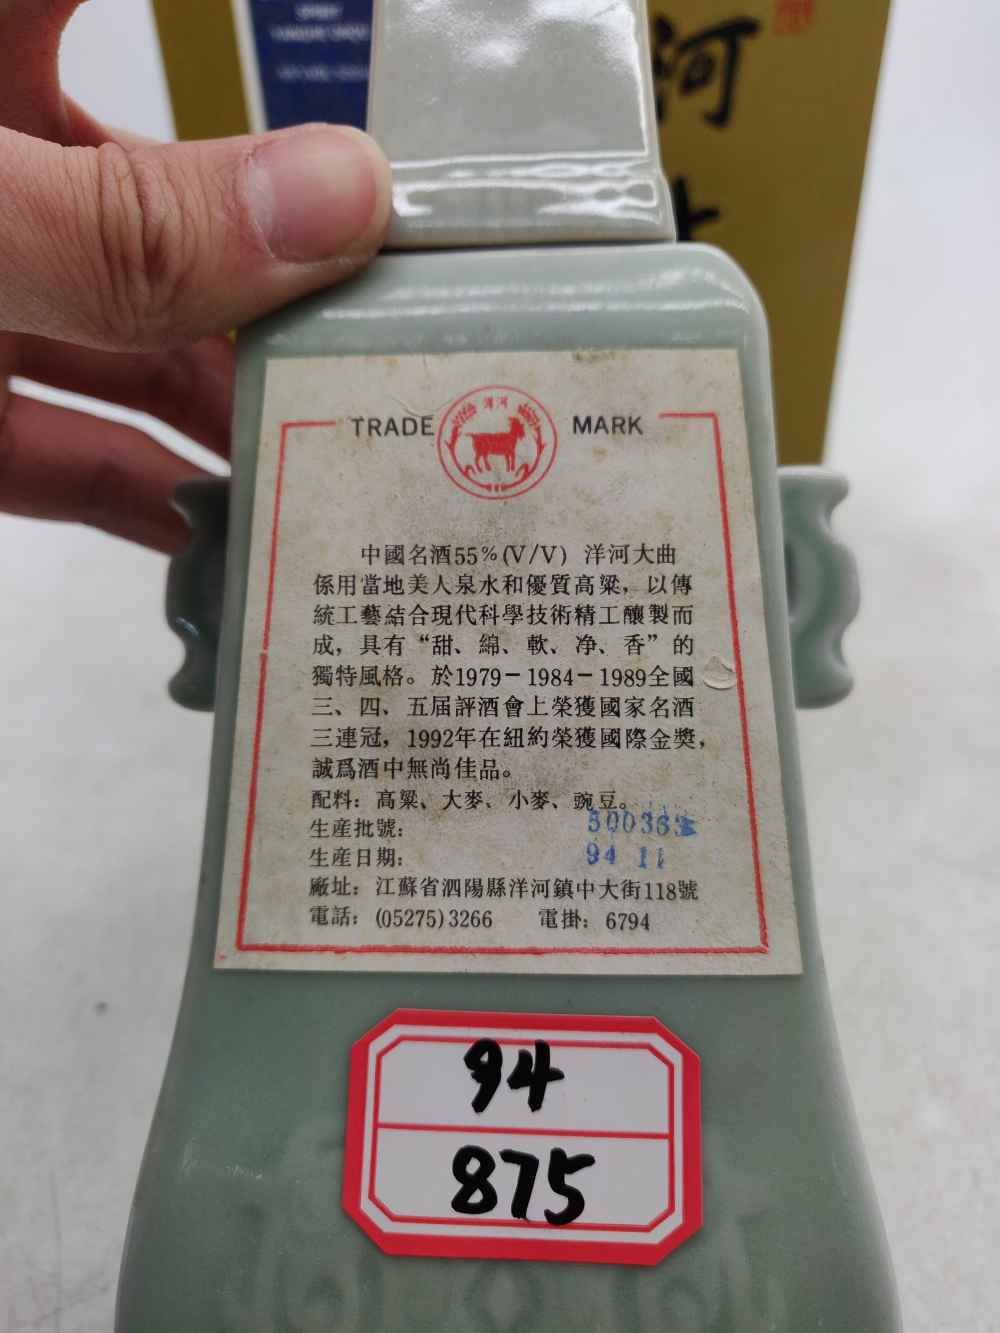 河
TRADE MARK
洋河
中國名酒55%(V/V) 洋河大曲
係用當地美人泉水和優質高粱，以傳
統工藝結合現代科學技術精工釀製而
成，具有“甜、綿、軟、净、香”的
獨特風格。於1979－1984－1989全國
三、四、五届評酒會上榮獲國家名酒
三連冠，1992年在紐約榮獲國際金獎，
誠爲酒中無尚佳品。
配料：高粱、大麥、小麥、豌豆。
生産批號：
生産日期：94 11
廠址：江蘇省泗陽縣洋河鎮中大街118號
電話：(05275)3266 電掛：6794
94
875